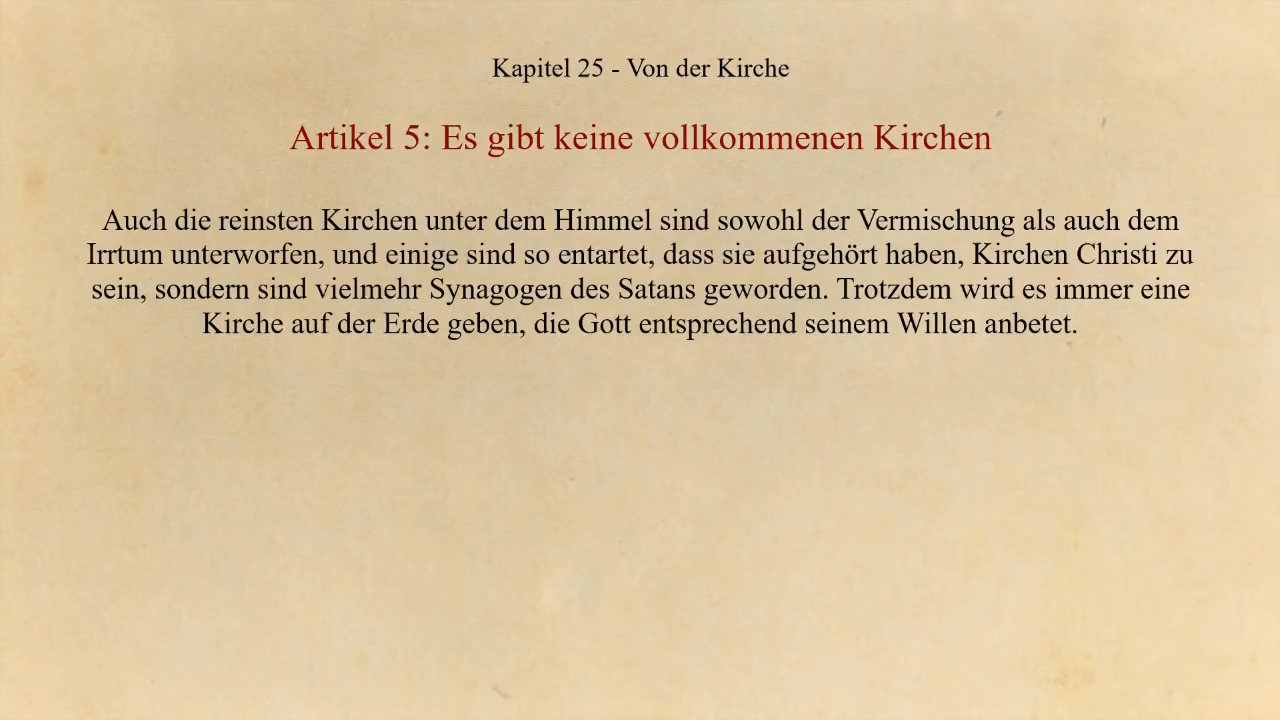 Kapitel 25 - Von der Kirche
Artikel 5: Es gibt keine vollkommenen Kirchen
Auch die reinsten Kirchen unter dem Himmel sind sowohl der Vermischung als auch dem
Irrtum unterworfen, und einige sind so entartet, dass sie aufgehört haben, Kirchen Christi zu
sein, sondern sind vielmehr Synagogen des Satans geworden. Trotzdem wird es immer eine
Kirche auf der Erde geben, die Gott entsprechend seinem Willen anbetet.